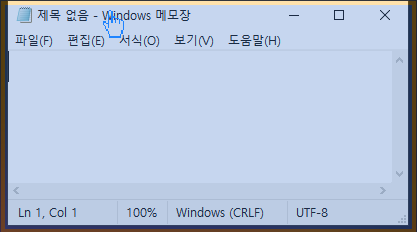 제목 없음 - Windows 메모장
파일(F) 편집(E) 서식(O) 보기(V) 도움말(H)
Ln 1, Col 1 100% Windows (CRLF) UTF-8